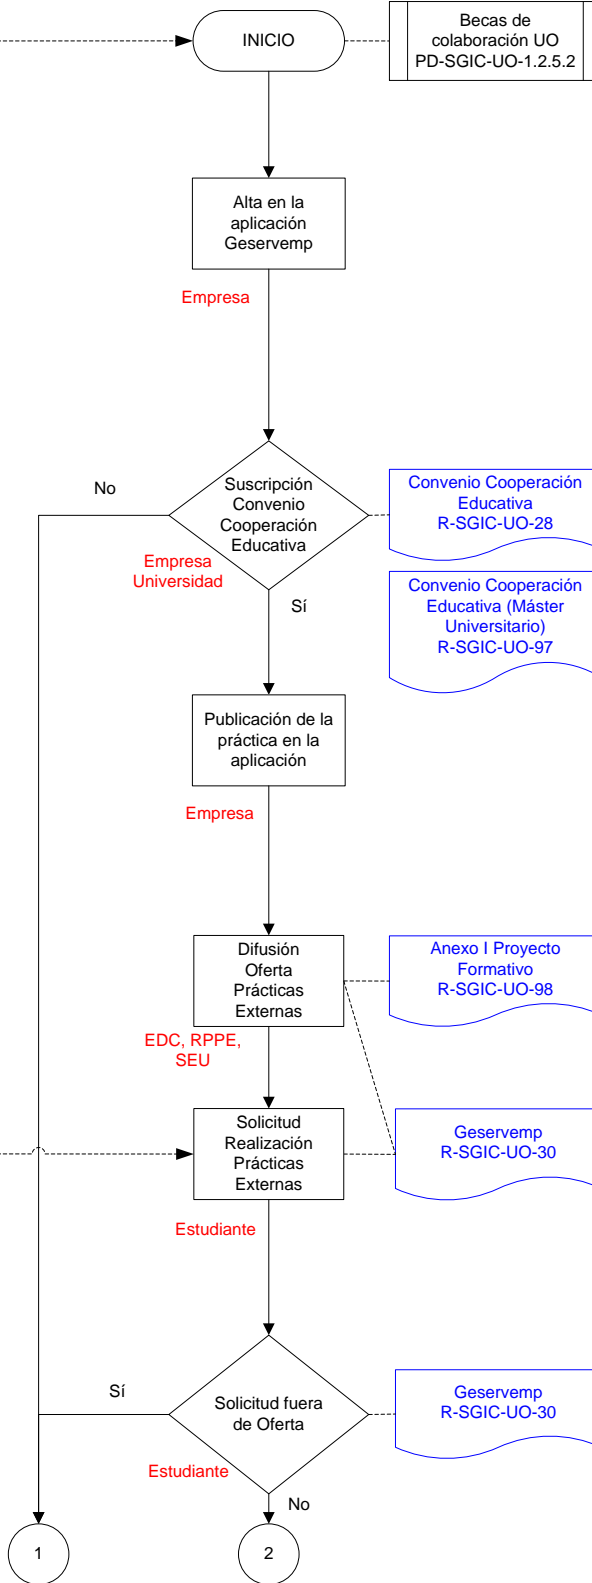 INICIO
Becas de
colaboración UO
PD-SGIC-UO-1.2.5.2
Alta en la
aplicación
Geservemp
Empresa
No
Suscripción
Convenio
Cooperación
Educativa
Empresa
Universidad
Sí
Convenio Cooperación
Educativa
R-SGIC-UO-28
Convenio Cooperación
Educativa (Máster
Universitario)
R-SGIC-UO-97
Publicación de la
práctica en la
aplicación
Empresa
Difusión
Oferta
Prácticas
Externas
EDC, RPPE,
SEU
Anexo I Proyecto
Formativo
R-SGIC-UO-98
Solicitud
Realización
Prácticas
Externas
Estudiante
Geservemp
R-SGIC-UO-30
Sí
Solicitud fuera
de Oferta
Estudiante
No
Geservemp
R-SGIC-UO-30
1
2